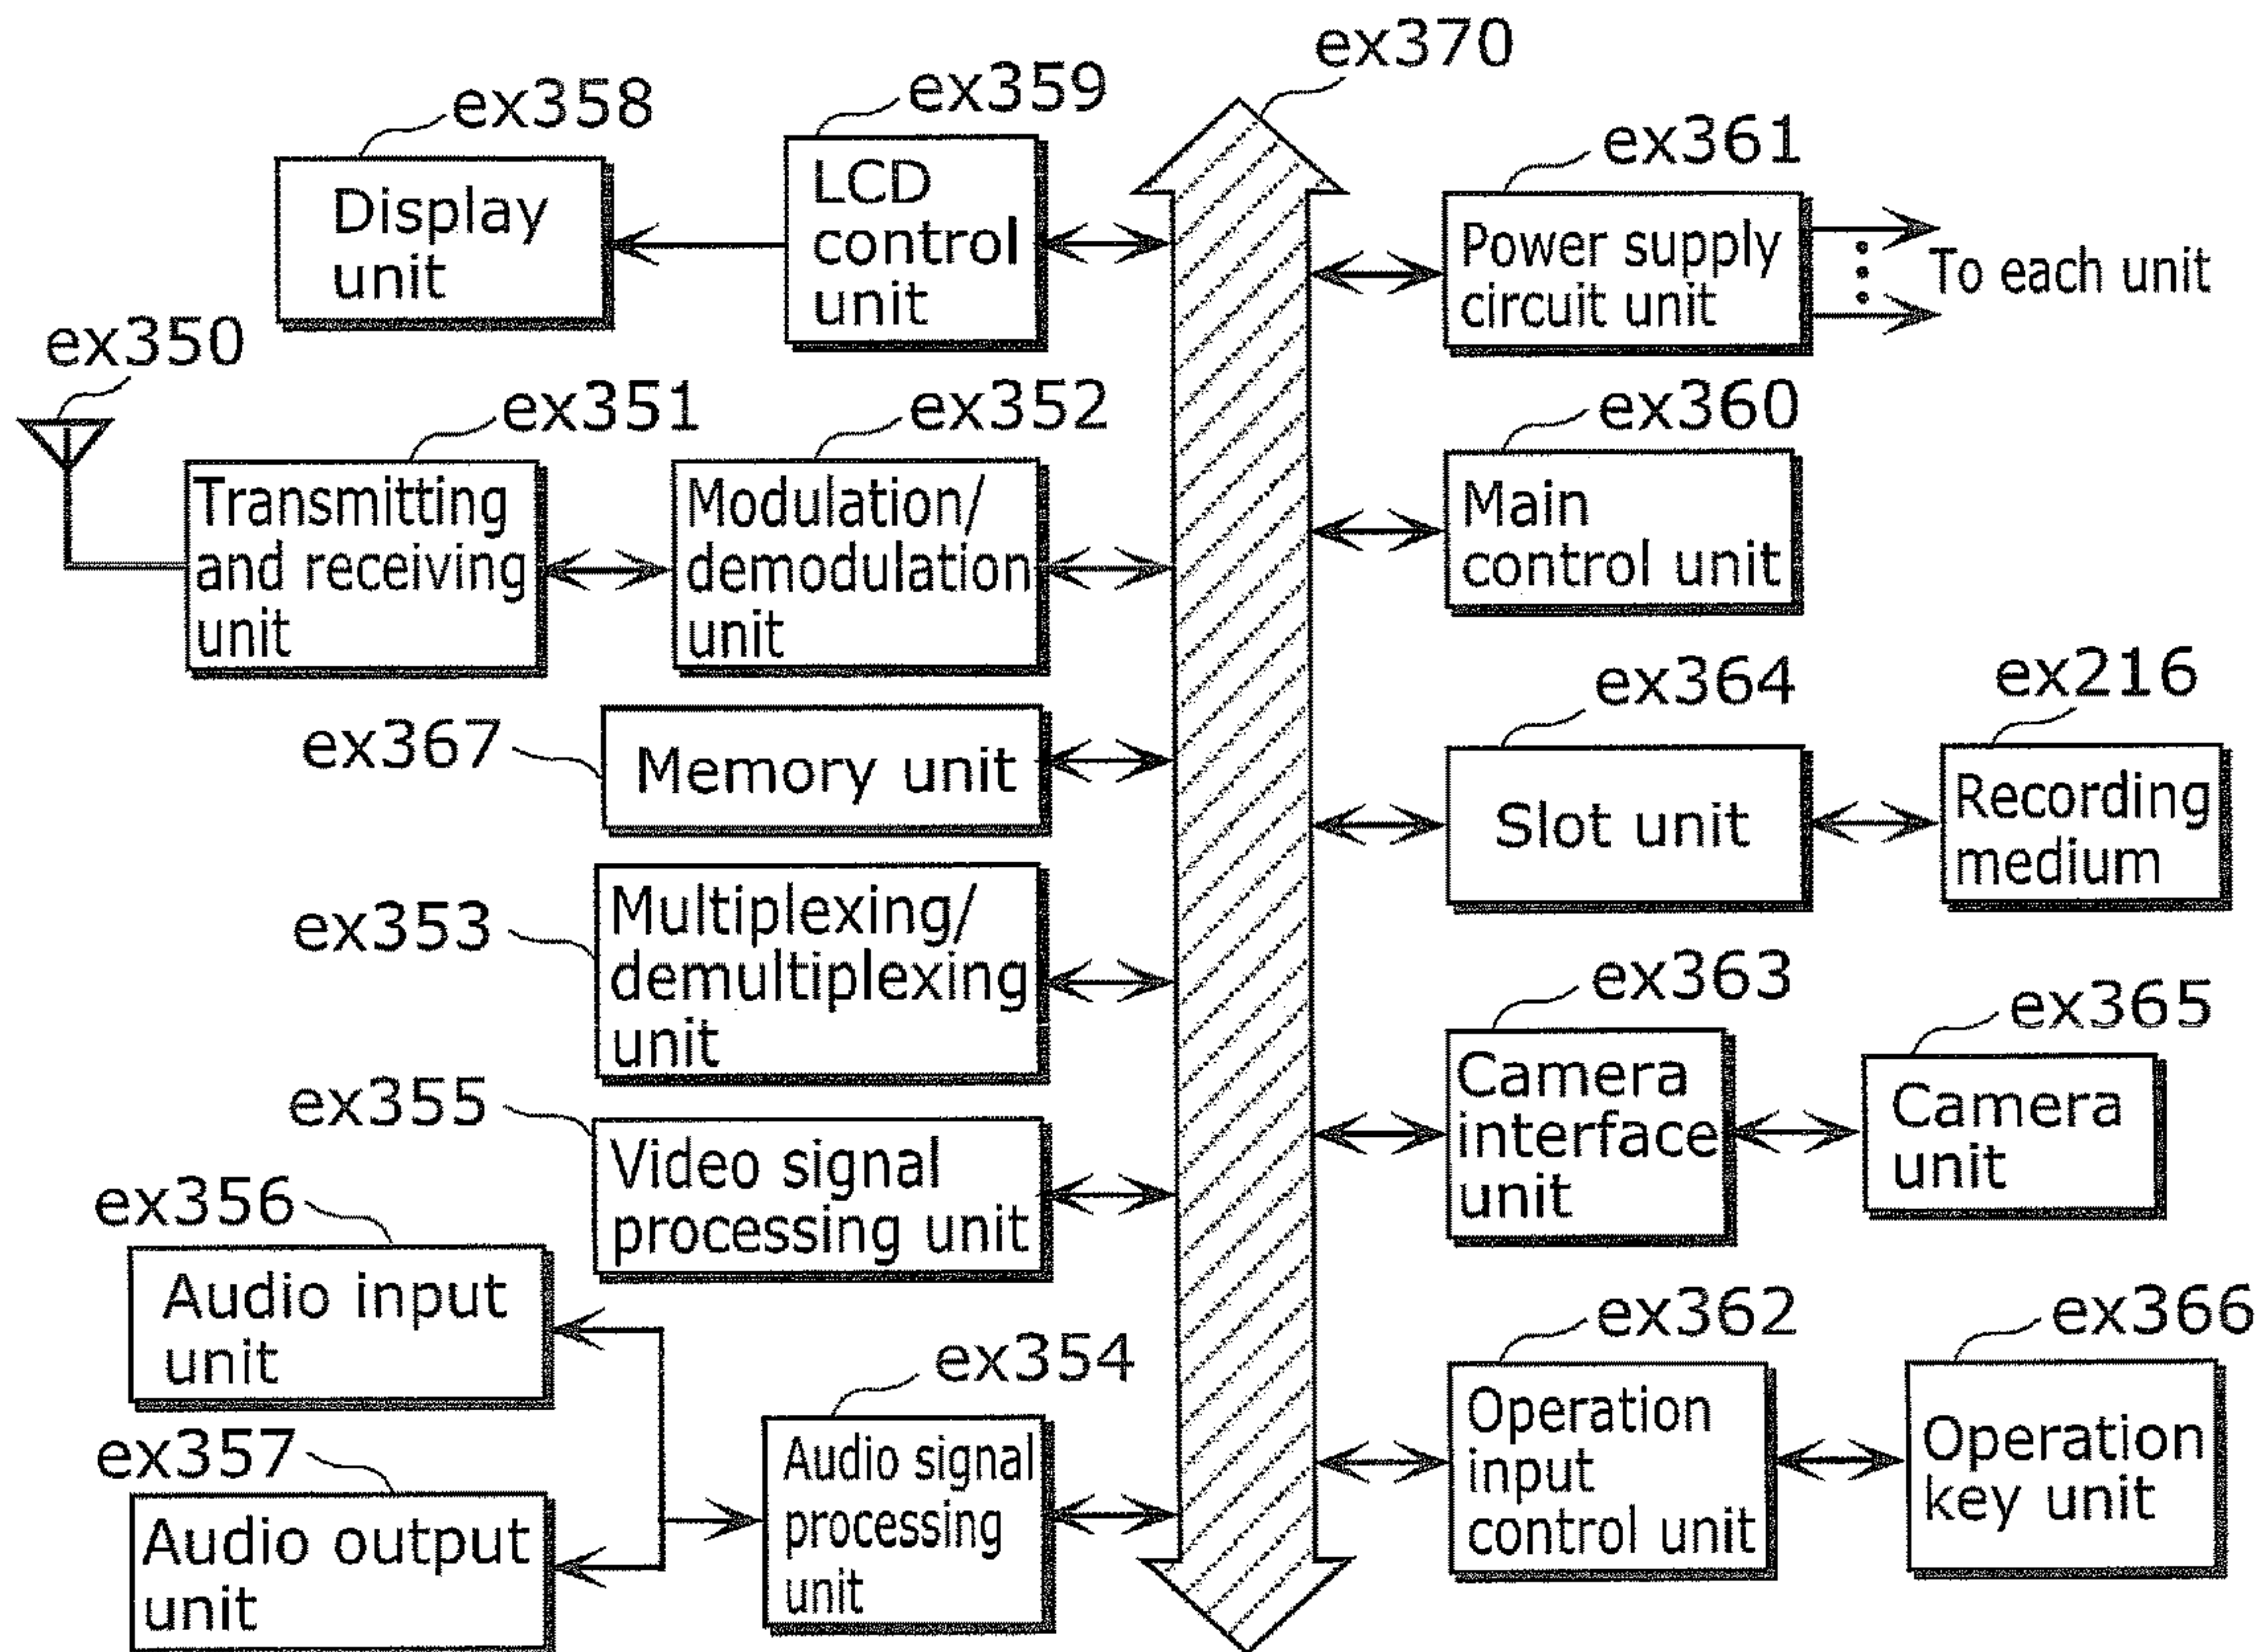 ex370
ex358
ex359
ex361
Display
unit
LCD
control
unit
Power supply
circuit unit
To each unit
ex350
ex351
ex352
ex360
Transmitting
and receiving
unit
Modulation/
demodulation
unit
Main
control unit
ex367
Memory unit
ex364
ex216
Slot unit
Recording
medium
ex353
Multiplexing/
demultiplexing
unit
ex363
ex365
Camera
interface
unit
Camera
unit
ex355
Video signal
processing unit
ex356
Audio input
unit
ex354
ex362
ex366
ex357
Audio output
unit
Audio signal
processing
unit
Operation
input
control unit
Operation
key unit